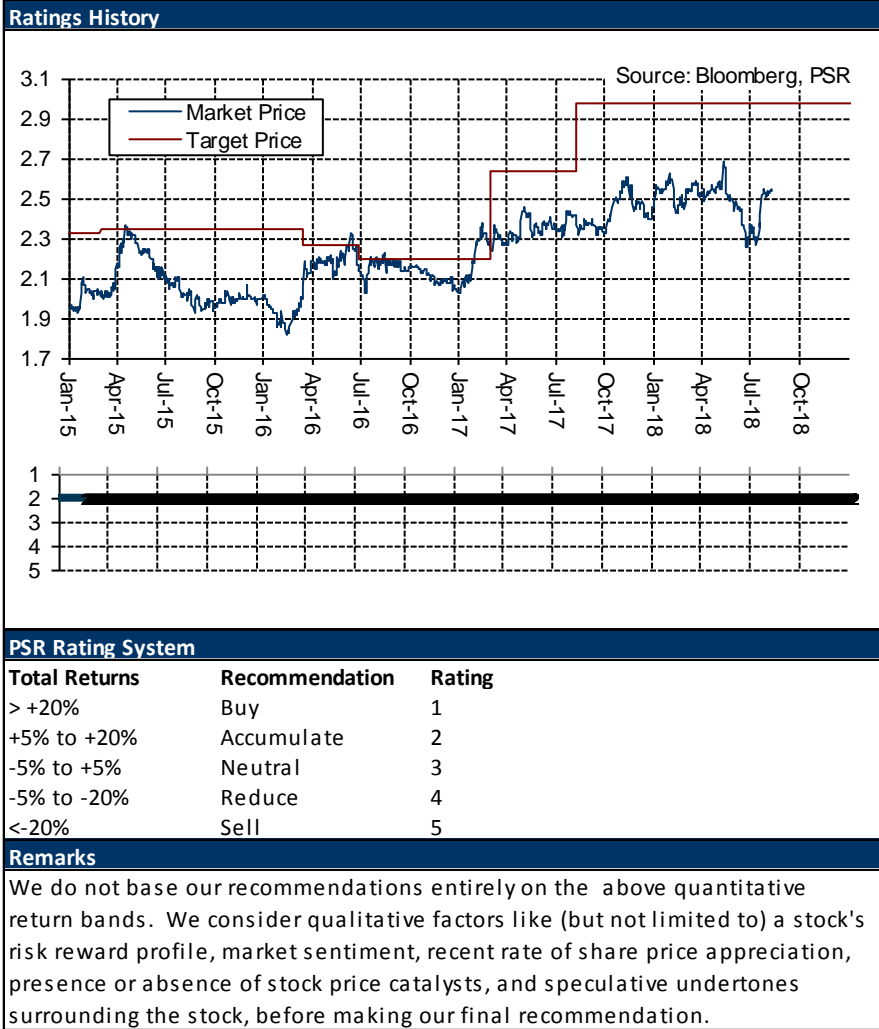 Ratings History
Source: Bloomberg, PSR
3.1
2.9
2.7
2.5
2.3
2.1
1.9
1.7
Market Price
Target Price
Jan-15
Apr-15
Jul-15
Oct-15
Jan-16
Apr-16
Jul-16
Oct-16
Jan-17
Apr-17
Jul-17
Oct-17
Jan-18
Apr-18
Jul-18
Oct-18
1
2
3
4
5
PSR Rating System
Total Returns Recommendation Rating
> +20% Buy 1
+5% to +20% Accumulate 2
-5% to +5% Neutral 3
-5% to -20% Reduce 4
<-20% Sell 5
Remarks
We do not base our recommendations entirely on the above quantitative
return bands. We consider qualitative factors like (but not limited to) a stock's
risk reward profile, market sentiment, recent rate of share price appreciation,
presence or absence of stock price catalysts, and speculative undertones
surrounding the stock, before making our final recommendation.